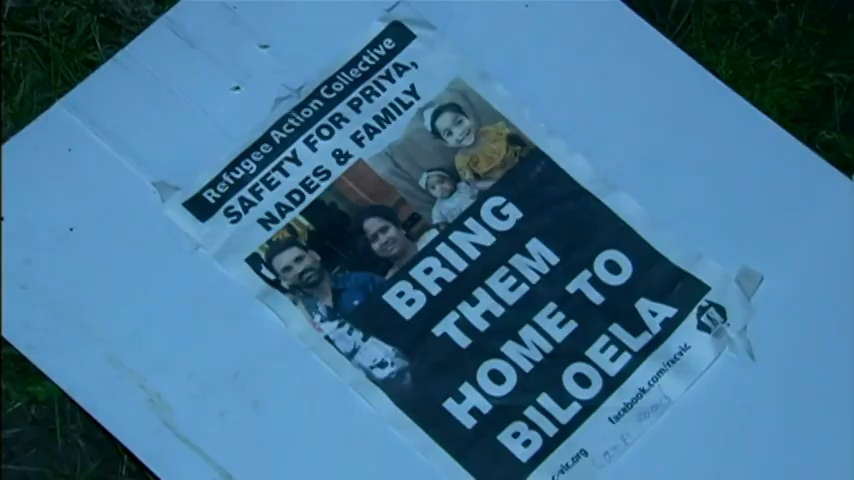 Refugee Action Collective
SAFETY FOR PRIYA,
NADES & FAMILY
BRING
THEM
HOME TO
BILOELA
facebook.com/racvic